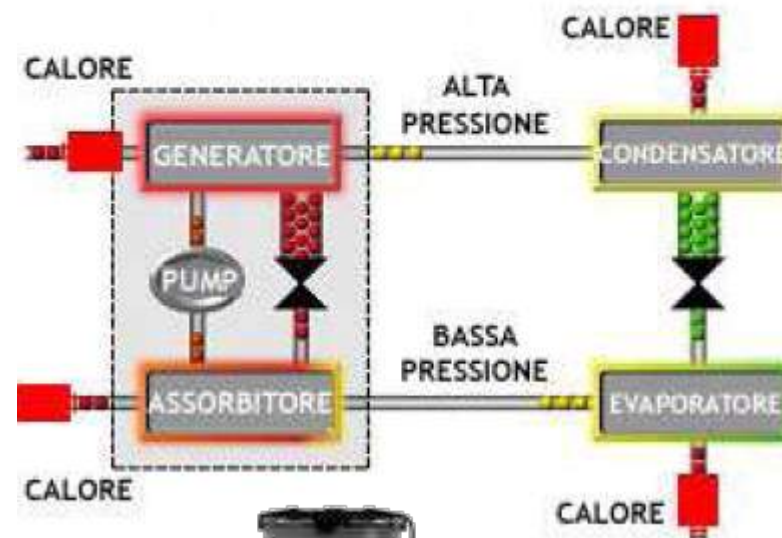 CALORE
CALORE
ALTA
PRESSIONE
GENERATORE
CONDENSATORE
PUMP
BASSA
PRESSIONE
ASSORBITORE
EVAPORATORE
CALORE
CALORE